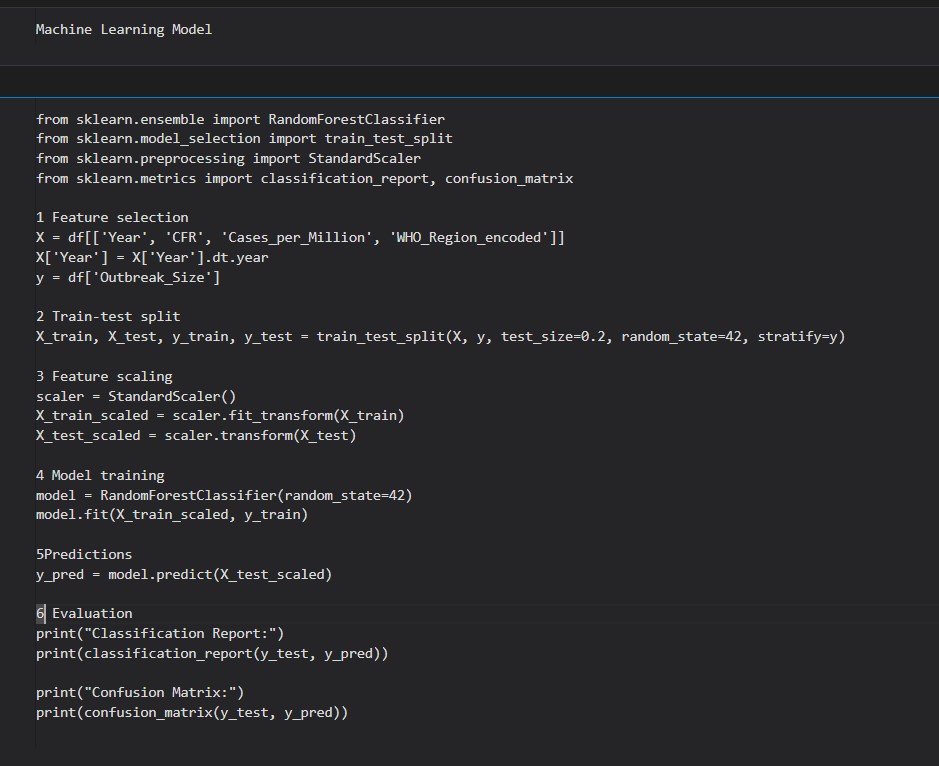 Machine Learning Model
from sklearn.ensemble import RandomForestClassifier
from sklearn.model_selection import train_test_split
from sklearn.preprocessing import StandardScaler
from sklearn.metrics import classification_report, confusion_matrix
1 Feature selection
X = df[['Year', 'CFR', 'Cases_per_Million', 'WHO_Region_encoded']]
X['Year'] = X['Year'].dt.year
y = df['Outbreak_Size']
2 Train-test split
X_train, X_test, y_train, y_test = train_test_split(X, y, test_size=0.2, random_state=42, stratify=y)
3 Feature scaling
scaler = StandardScaler()
X_train_scaled = scaler.fit_transform(X_train)
X_test_scaled = scaler.transform(X_test)
4 Model training
model = RandomForestClassifier(random_state=42)
model.fit(X_train_scaled, y_train)
5Predictions
y_pred = model.predict(X_test_scaled)
6 Evaluation
print("Classification Report:")
print(classification_report(y_test, y_pred))
print("Confusion Matrix:")
print(confusion_matrix(y_test, y_pred))